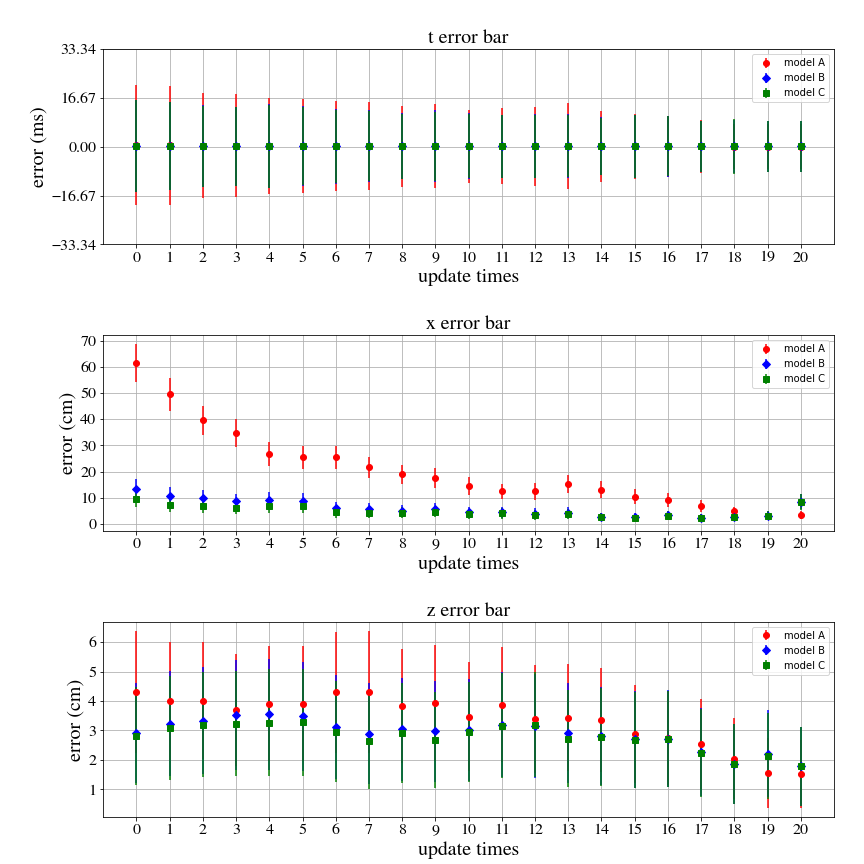 t error bar
33.34
16.67
0.00
−16.67
−33.34
error (ms)
model A
model B
model C
0 1 2 3 4 5 6 7 8 9 10 11 12 13 14 15 16 17 18 19 20
update times
x error bar
70
60
50
40
30
20
10
0
error (cm)
model A
model B
model C
0 1 2 3 4 5 6 7 8 9 10 11 12 13 14 15 16 17 18 19 20
update times
z error bar
6
5
4
3
2
1
error (cm)
model A
model B
model C
0 1 2 3 4 5 6 7 8 9 10 11 12 13 14 15 16 17 18 19 20
update times